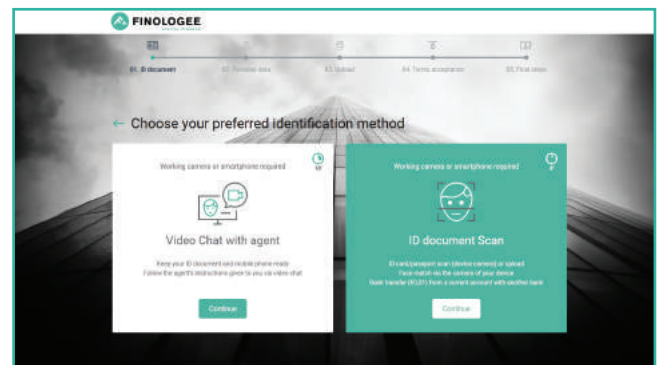 FINOLOGEE
01. ID document
02. Personal data
03. Upload
04. Terms acceptance
05. Final steps
← Choose your preferred identification method
Working camera or smartphone required
Video Chat with agent
Keep your ID document and mobile phone ready
Follow the agent's instructions given to you via video chat
Continue
Working camera or smartphone required
ID document Scan
ID card/passport scan (device camera) or upload
Face match via the camera of your device
Bank transfer (€0,01) from a current account with another bank
Continue